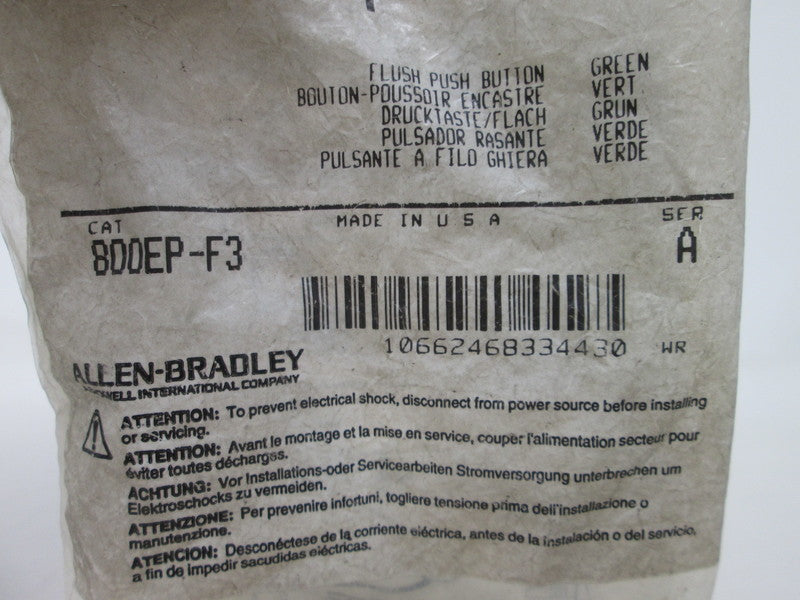 FLUSH PUSH BUTTON GREEN
BOUTON-POUSSOIR ENCASTRE VERT
DRUCKTASTE/FLACH GRUN
PULSADOR RASANTE VERDE
PULSANTE A FILO GHIERA VERDE
CAT MADE IN U S A SER
800EP-F3 A
10662468334430 WR
ALLEN-BRADLEY
INTERNATIONAL COMPANY
ATTENTION: To prevent electrical shock, disconnect from power source before installing
or servicing.
ATTENTION: Avant le montage et la mise en service, couper l'alimentation secteur pour
éviter toutes décharges.
ACHTUNG: Vor Installations-oder Servicearbeiten Stromversorgung unterbrechen um
Elektroschocks zu vermeiden.
ATTENZIONE: Per prevenire infortuni, togliere tensione prima dell'installazione o
manutenzione.
ATENCION: Desconéctese de la corriente eléctrica, antes de la instalación o del servicio,
a fin de impedir sacudidas eléctricas.